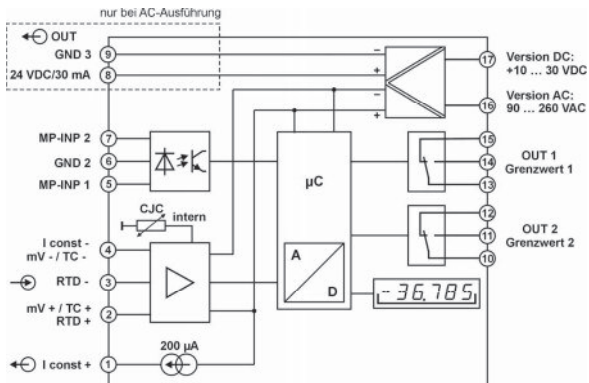 nur bei AC-Ausführung
OUT
GND 3
9
24 VDC/30 mA
8
–
+
–
+
17
Version DC:
+10 ... 30 VDC
16
Version AC:
90 ... 260 VAC
MP-INP 2
7
GND 2
6
MP-INP 1
5
µC
15
14
13
OUT 1
Grenzwert 1
CJC
intern
I const -
4
mV - / TC -
RTD -
3
mV + / TC +
2
RTD +
A
D
12
11
10
OUT 2
Grenzwert 2
-36.785
200 µA
I const +
1